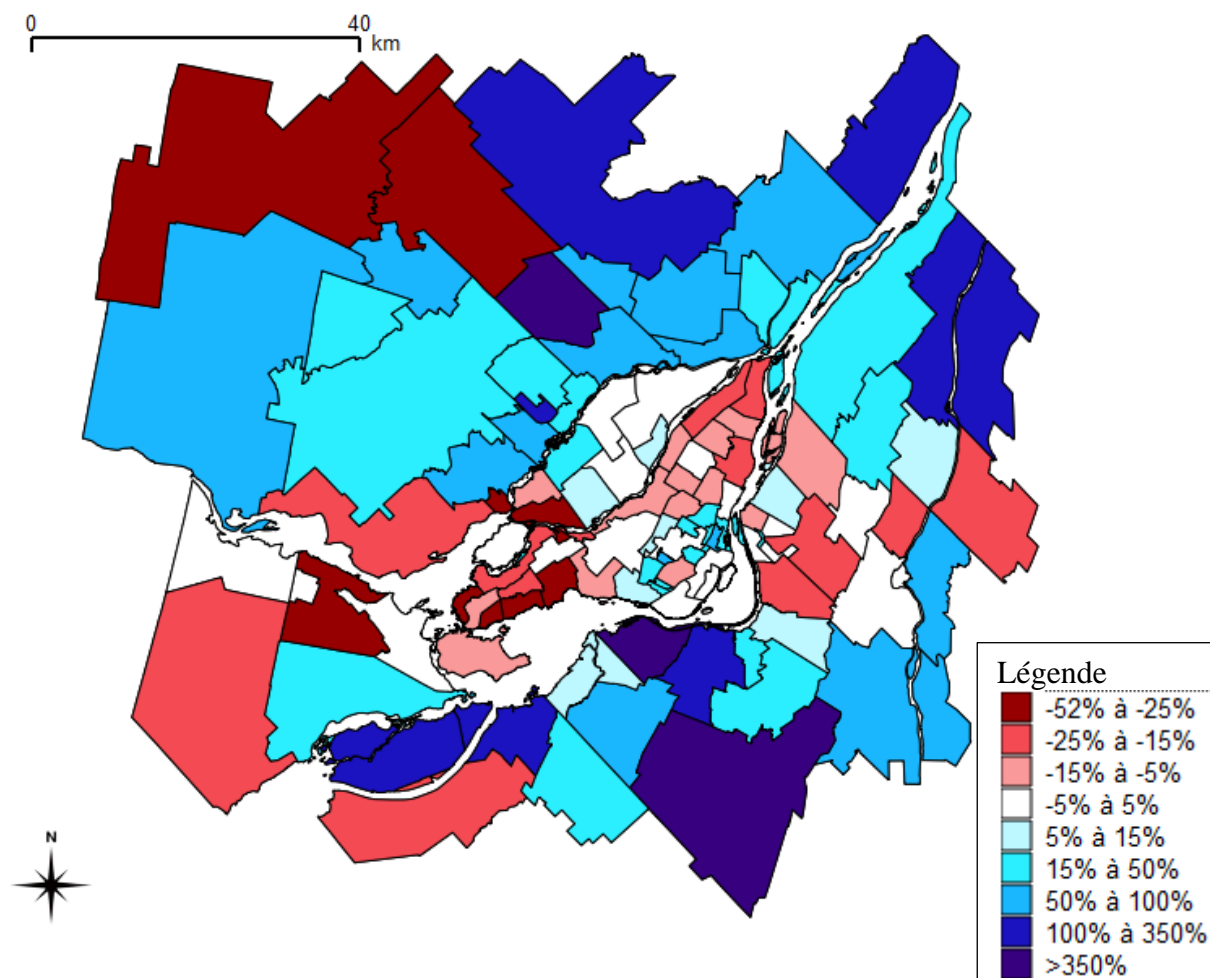 0 40
km
Légende
-52% à -25%
-25% à -15%
-15% à -5%
-5% à 5%
5% à 15%
15% à 50%
50% à 100%
100% à 350%
>350%
N